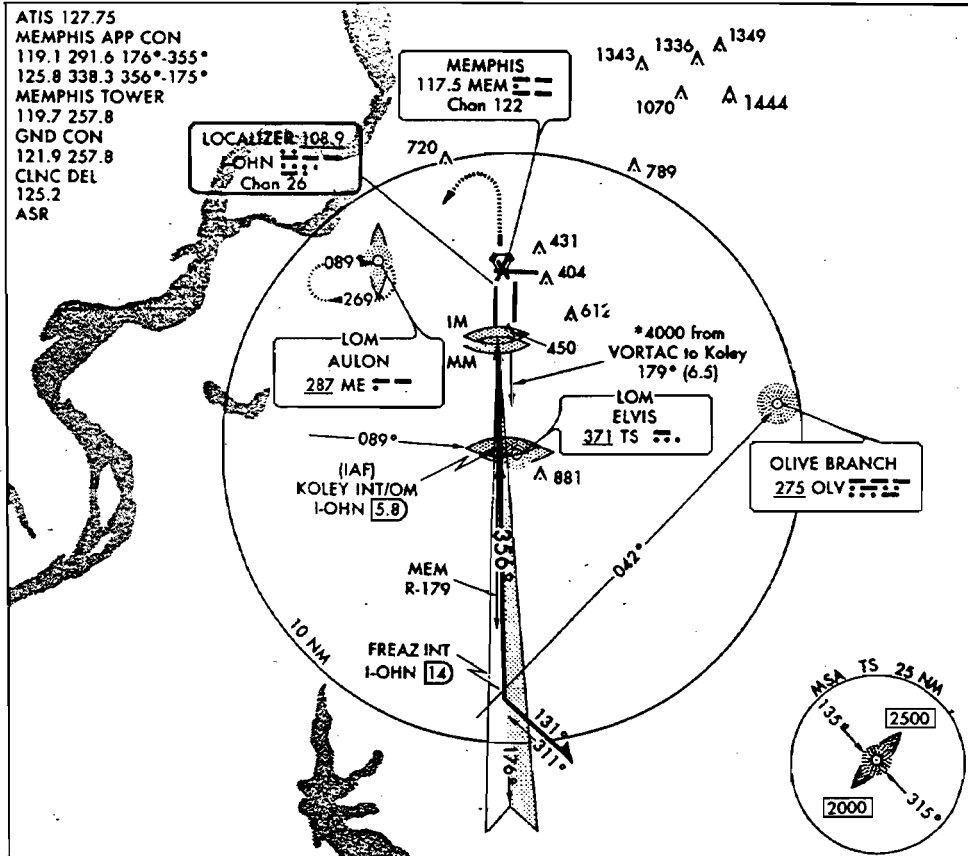 ATIS 127.75
MEMPHIS APP CON
119.1 291.6 176°-355°
125.8 338.3 356°-175°
MEMPHIS TOWER
119.7 257.8
GND CON
121.9 257.8
CLNC DEL
125.2
ASR
MEMPHIS
117.5 MEM
Chan 122
1343
1336
1349
1070
1444
LOCALIZER 108.9
I-OHN
Chan 26
720
789
431
404
612
089°
269°
LOM
AULON
287 ME
IM
MM
450
*4000 from
VORTAC to Koley
179° (6.5)
LOM
ELVIS
371 TS
089°
(IAF)
KOLEY INT/OM
I-OHN 5.8
881
OLIVE BRANCH
275 OLV
356°
042°
MEM
R-179
10 NM
FREAZ INT
I-OHN 14
131°
311°
176°
MSA TS 25 NM
135°
2500
2000
315°